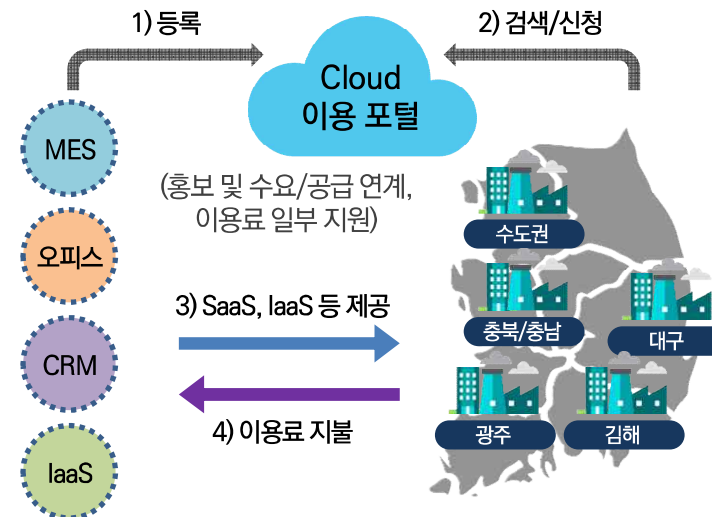 1) 등록
2) 검색/신청
Cloud
이용 포털
MES
(홍보 및 수요/공급 연계,
이용료 일부 지원)
수도권
오피스
3) SaaS, IaaS 등 제공
충북/충남
대구
CRM
4) 이용료 지불
광주
김해
IaaS